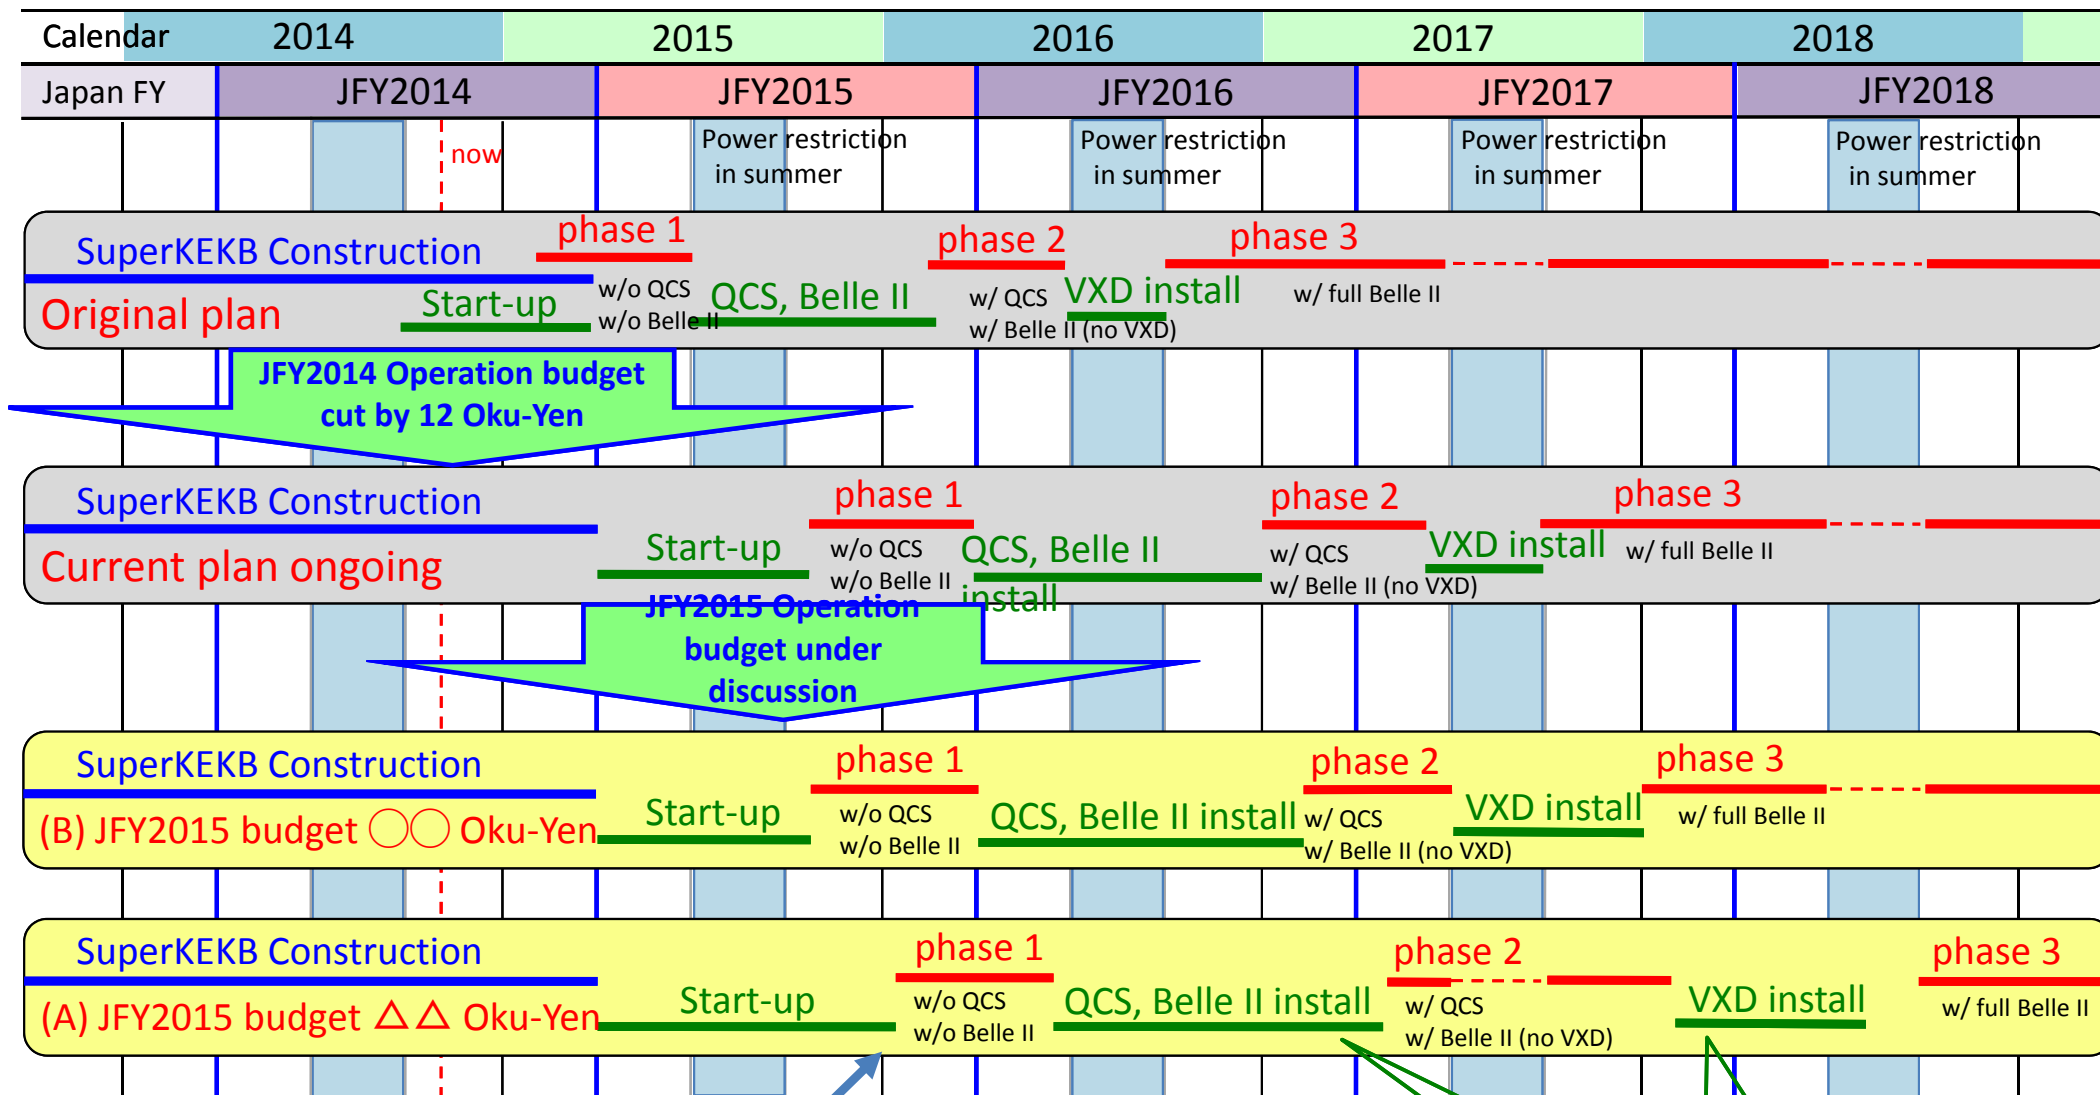 Calendar 2014 2015 2016 2017 2018
Japan FY JFY2014 JFY2015 JFY2016 JFY2017 JFY2018
now
Power restriction
in summer
Power restriction
in summer
Power restriction
in summer
Power restriction
in summer
SuperKEKB Construction
Original plan
Start-up
phase 1
w/o QCS
w/o Belle II
QCS, Belle II
phase 2
w/ QCS
w/ Belle II (no VXD)
VXD install
phase 3
w/ full Belle II
JFY2014 Operation budget
cut by 12 Oku-Yen
SuperKEKB Construction
Current plan ongoing
Start-up
phase 1
w/o QCS
w/o Belle II
QCS, Belle II
install
phase 2
w/ QCS
w/ Belle II (no VXD)
VXD install
phase 3
w/ full Belle II
JFY2015 Operation
budget under
discussion
SuperKEKB Construction
(B) JFY2015 budget ○○ Oku-Yen
Start-up
phase 1
w/o QCS
w/o Belle II
QCS, Belle II install
phase 2
w/ QCS
w/ Belle II (no VXD)
VXD install
phase 3
w/ full Belle II
SuperKEKB Construction
(A) JFY2015 budget △△ Oku-Yen
Start-up
phase 1
w/o QCS
w/o Belle II
QCS, Belle II install
phase 2
w/ QCS
w/ Belle II (no VXD)
VXD install
phase 3
w/ full Belle II